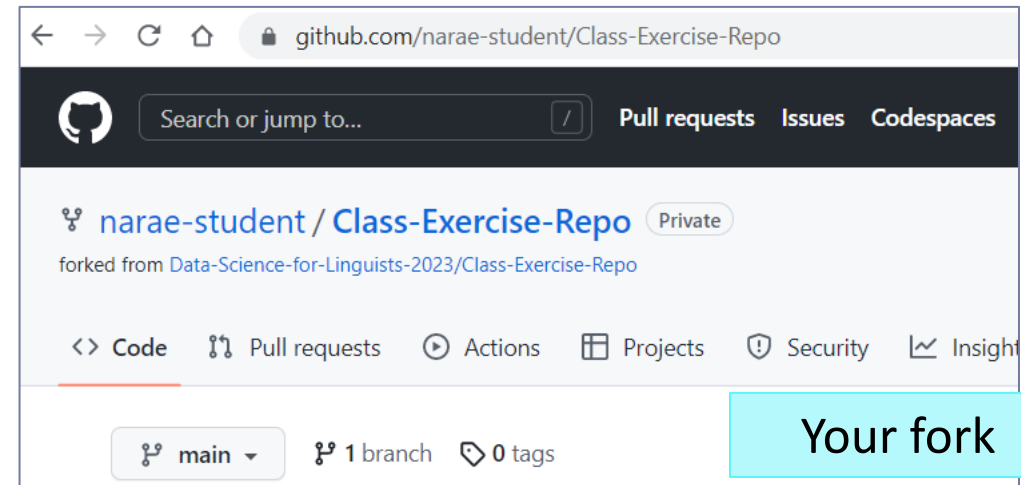 github.com/narae-student/Class-Exercise-Repo
Search or jump to... / Pull requests Issues Codespaces
narae-student / Class-Exercise-Repo Private
forked from Data-Science-for-Linguists-2023/Class-Exercise-Repo
<> Code Pull requests Actions Projects Security Insight
Your fork
main 1 branch 0 tags